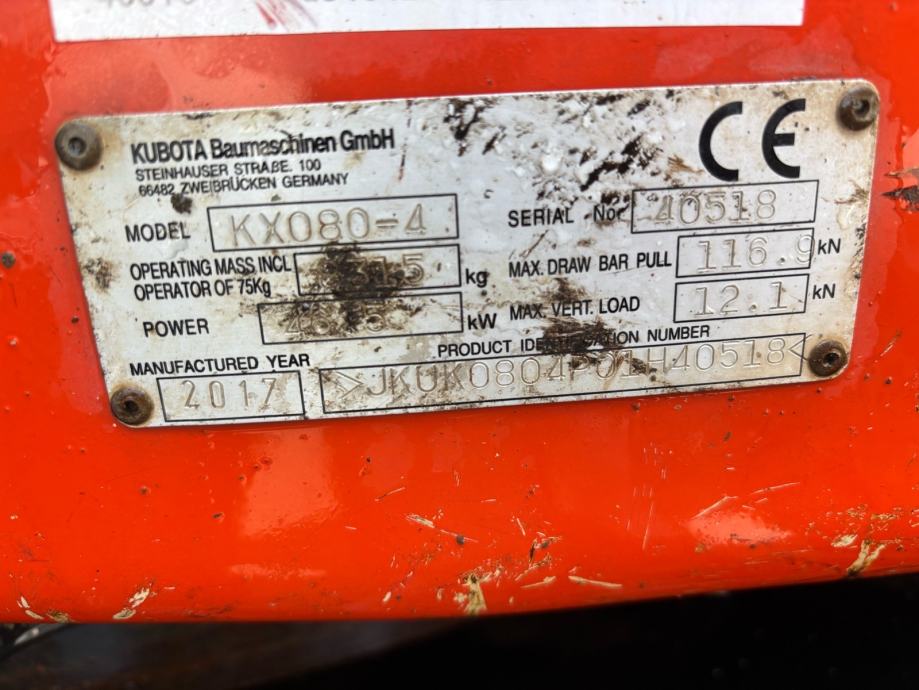 KUBOTA Baumaschinen GmbH
STEINHAUSER STRAßE. 100
66482 ZWEIBRÜCKEN GERMANY
CE
MODEL KX080-4
SERIAL No. 40518
OPERATING MASS INCL
OPERATOR OF 75Kg
kg
MAX. DRAW BAR PULL 116.9 kN
POWER
kW
MAX. VERT. LOAD 12.1 kN
MANUFACTURED YEAR
2017
PRODUCT IDENTIFICATION NUMBER
>JKUK0804P01H40518<